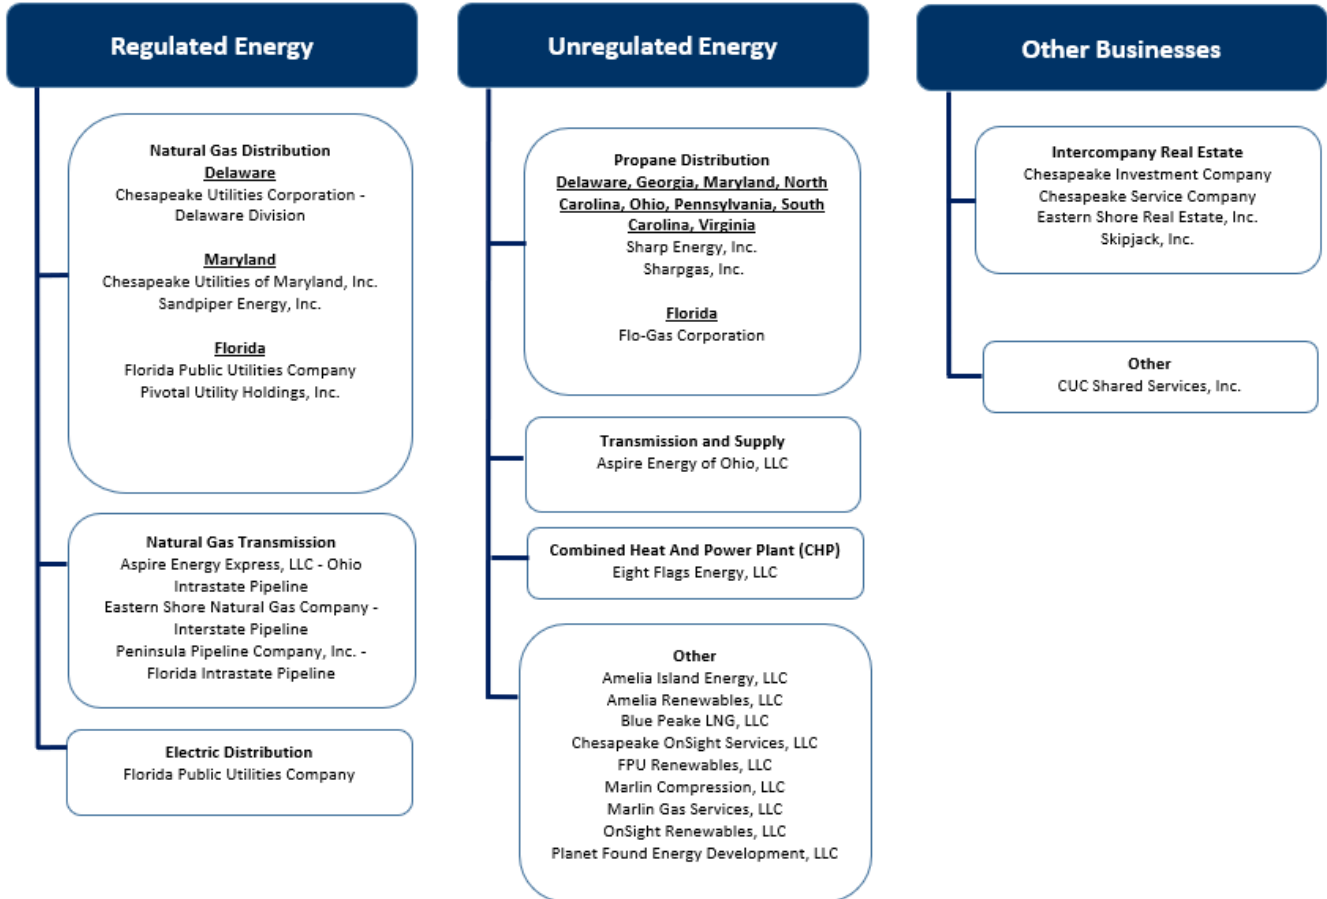 Regulated Energy
Natural Gas Distribution
Delaware
Chesapeake Utilities Corporation -
Delaware Division
Maryland
Chesapeake Utilities of Maryland, Inc.
Sandpiper Energy, Inc.
Florida
Florida Public Utilities Company
Pivotal Utility Holdings, Inc.
Natural Gas Transmission
Aspire Energy Express, LLC - Ohio
Intrastate Pipeline
Eastern Shore Natural Gas Company -
Interstate Pipeline
Peninsula Pipeline Company, Inc. -
Florida Intrastate Pipeline
Electric Distribution
Florida Public Utilities Company
Unregulated Energy
Propane Distribution
Delaware, Georgia, Maryland, North
Carolina, Ohio, Pennsylvania, South
Carolina, Virginia
Sharp Energy, Inc.
Sharpgas, Inc.
Florida
Flo-Gas Corporation
Transmission and Supply
Aspire Energy of Ohio, LLC
Combined Heat And Power Plant (CHP)
Eight Flags Energy, LLC
Other
Amelia Island Energy, LLC
Amelia Renewables, LLC
Blue Peake LNG, LLC
Chesapeake OnSight Services, LLC
FPU Renewables, LLC
Marlin Compression, LLC
Marlin Gas Services, LLC
OnSight Renewables, LLC
Planet Found Energy Development, LLC
Other Businesses
Intercompany Real Estate
Chesapeake Investment Company
Chesapeake Service Company
Eastern Shore Real Estate, Inc.
Skipjack, Inc.
Other
CUC Shared Services, Inc.